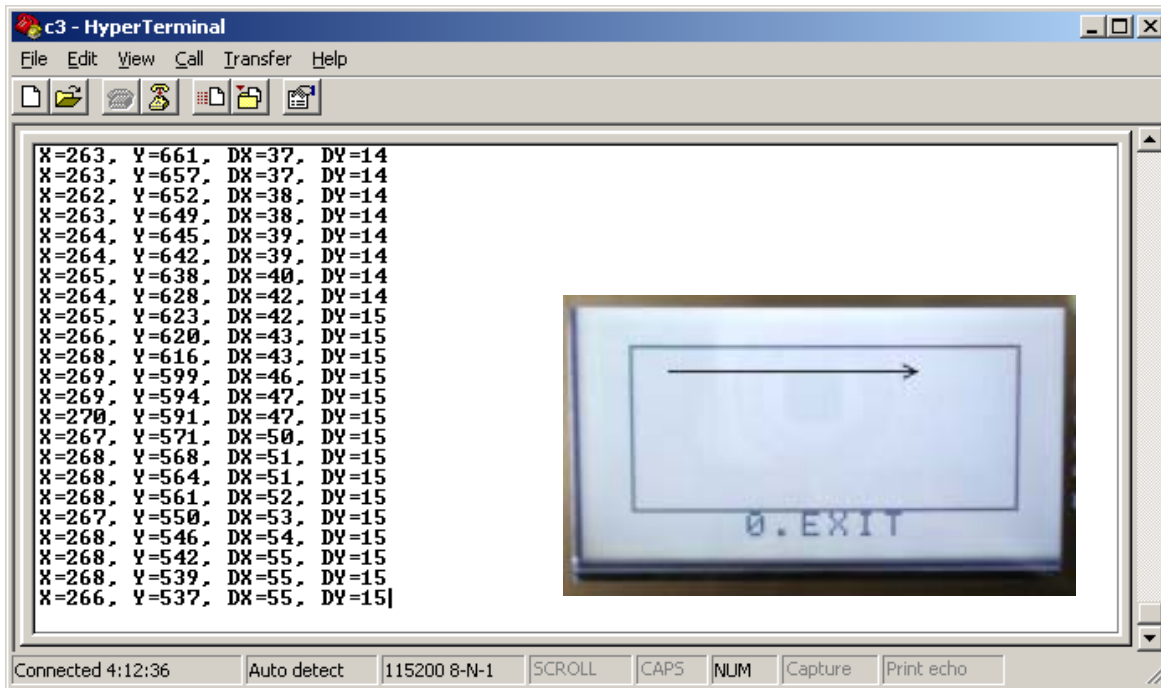 c3 - HyperTerminal
File Edit View Call Transfer Help
X=263, Y=661, DX=37, DY=14
X=263, Y=657, DX=37, DY=14
X=262, Y=652, DX=38, DY=14
X=263, Y=649, DX=38, DY=14
X=264, Y=645, DX=39, DY=14
X=264, Y=642, DX=39, DY=14
X=265, Y=638, DX=40, DY=14
X=264, Y=628, DX=42, DY=14
X=265, Y=623, DX=42, DY=15
X=266, Y=620, DX=43, DY=15
X=268, Y=616, DX=43, DY=15
X=269, Y=599, DX=46, DY=15
X=269, Y=594, DX=47, DY=15
X=270, Y=591, DX=47, DY=15
X=267, Y=571, DX=50, DY=15
X=268, Y=568, DX=51, DY=15
X=268, Y=564, DX=51, DY=15
X=268, Y=561, DX=52, DY=15
X=267, Y=550, DX=53, DY=15
X=268, Y=546, DX=54, DY=15
X=268, Y=542, DX=55, DY=15
X=268, Y=539, DX=55, DY=15
X=266, Y=537, DX=55, DY=15
0.EXIT
Connected 4:12:36 Auto detect 115200 8-N-1 SCROLL CAPS NUM Capture Print echo